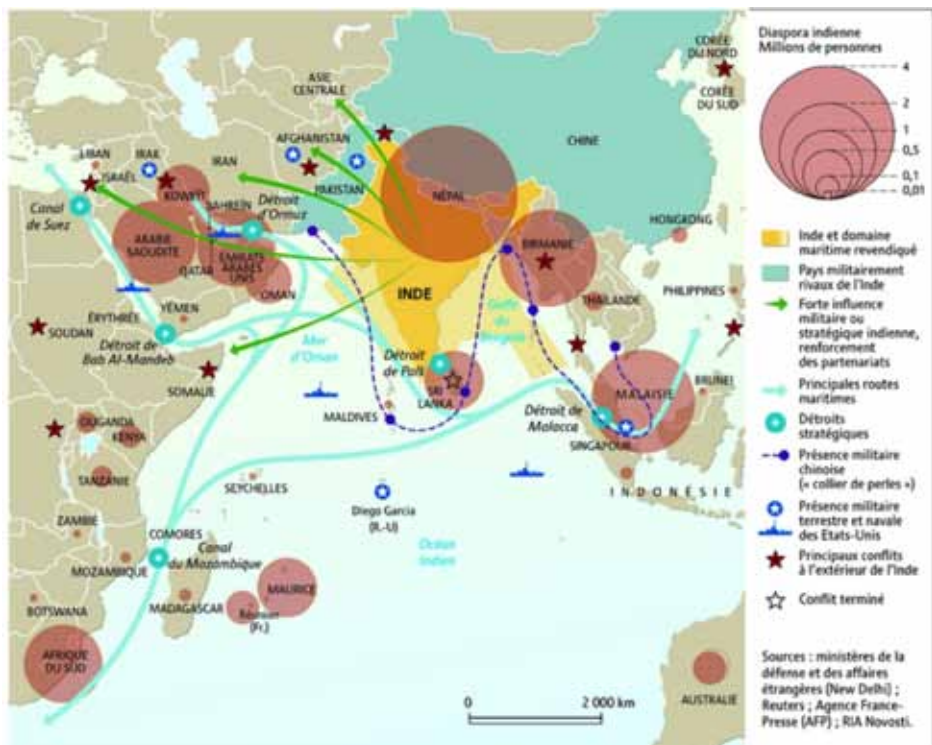 CORÉE
DU NORD
CORÉE
DU SUD
ASIE
CENTRALE
CHINE
AFGHANISTAN
LIBAN
IRAK
IRAN
ISRAËL
PAKISTAN
KOWEÏT
NÉPAL
Canal
de Suez
BAHREÏN
Détroit
d'Ormuz
HONGKONG
ARABIE
SAOUDITE
BIRMANIE
QATAR
EMIRATS
ARABES
UNIS
INDE
OMAN
PHILIPPINES
THAÏLANDE
YÉMEN
Golfe
du
Bengale
ÉRYTHRÉE
SOUDAN
Mer
d'Oman
Détroit de
Bab Al-Mandeb
Détroit
de Palk
SOMALIE
SRI
LANKA
MALAISIE
BRUNEI
MALDIVES
Détroit de
Malacca
OUGANDA
KENYA
SINGAPOUR
TANZANIE
SEYCHELLES
INDONÉSIE
Diego Garcia
(R.-U)
ZAMBIE
COMORES
Canal
du Mozambique
Océan
Indien
MOZAMBIQUE
MAURICE
BOTSWANA
MADAGASCAR
Réunion
(Fr.)
AFRIQUE
DU SUD
AUSTRALIE
0 2 000 km
Diaspora indienne
Millions de personnes
4
2
1
0,5
0,1
0,01
Inde et domaine
maritime revendiqué
Pays militairement
rivaux de l'Inde
Forte influence
militaire ou
stratégique indienne,
renforcement
des partenariats
Principales routes
maritimes
Détroits
stratégiques
Présence militaire
chinoise
(« collier de perles »)
Présence militaire
terrestre et navale
des Etats-Unis
Principaux conflits
à l'extérieur de l'Inde
Conflit terminé
Sources : ministères de la
défense et des affaires
étrangères (New Delhi) ;
Reuters ; Agence France-
Presse (AFP) ; RIA Novosti.